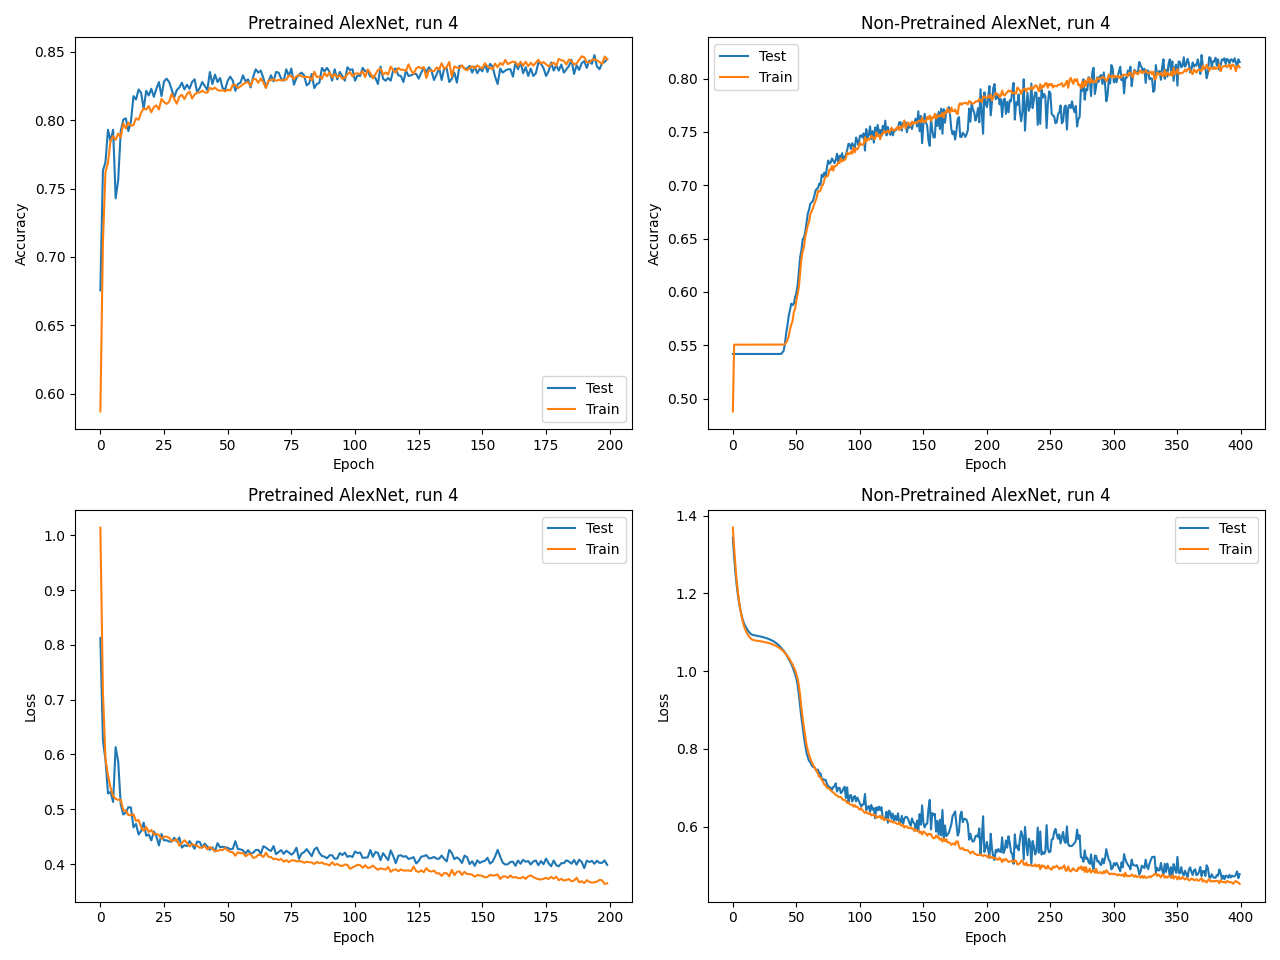 Pretrained AlexNet, run 4
0.85
0.80
0.75
0.70
0.65
0.60
Accuracy
Test
Train
0 25 50 75 100 125 150 175 200
Epoch
Non-Pretrained AlexNet, run 4
Test
Train
0.80
0.75
0.70
0.65
0.60
0.55
0.50
Accuracy
0 50 100 150 200 250 300 350 400
Epoch
Pretrained AlexNet, run 4
Test
Train
1.0
0.9
0.8
0.7
0.6
0.5
0.4
Loss
0 25 50 75 100 125 150 175 200
Epoch
Non-Pretrained AlexNet, run 4
Test
Train
1.4
1.2
1.0
0.8
0.6
Loss
0 50 100 150 200 250 300 350 400
Epoch